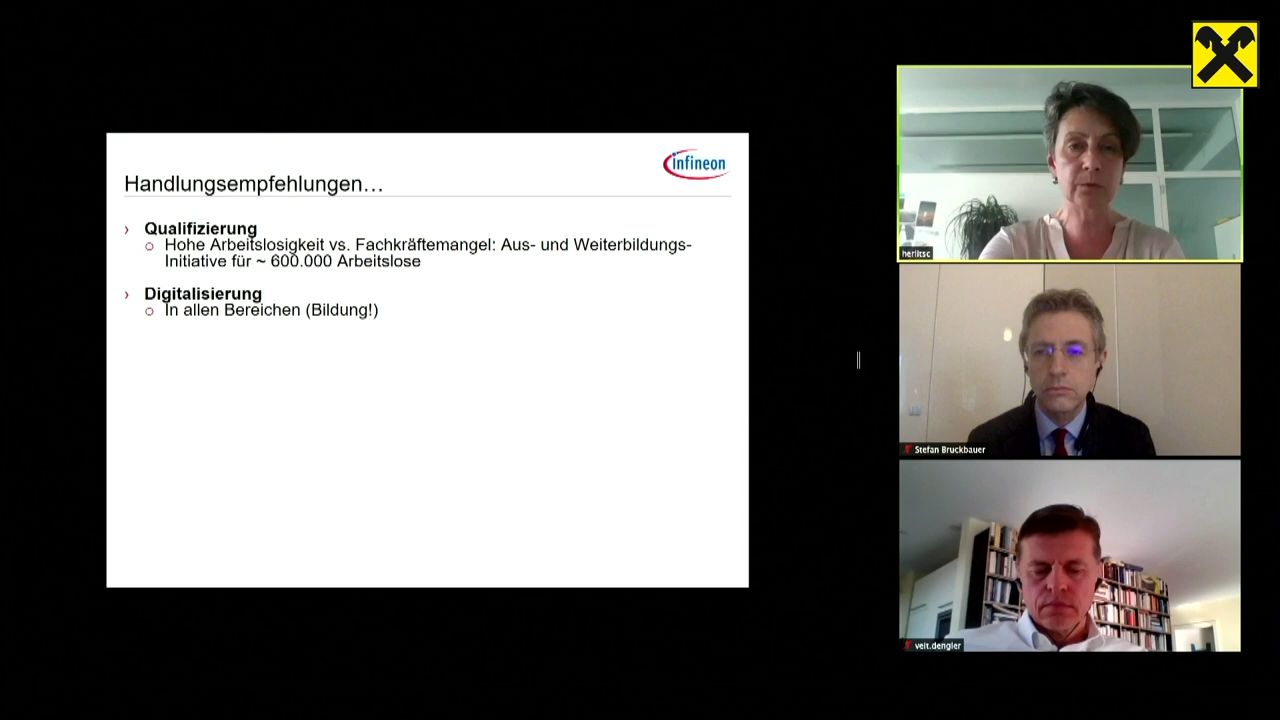 infineon
Handlungsempfehlungen…
› Qualifizierung
○ Hohe Arbeitslosigkeit vs. Fachkräftemangel: Aus- und Weiterbildungs-
Initiative für ~ 600.000 Arbeitslose
› Digitalisierung
○ In allen Bereichen (Bildung!)
herlitsc
Stefan Bruckbauer
veit.dengler